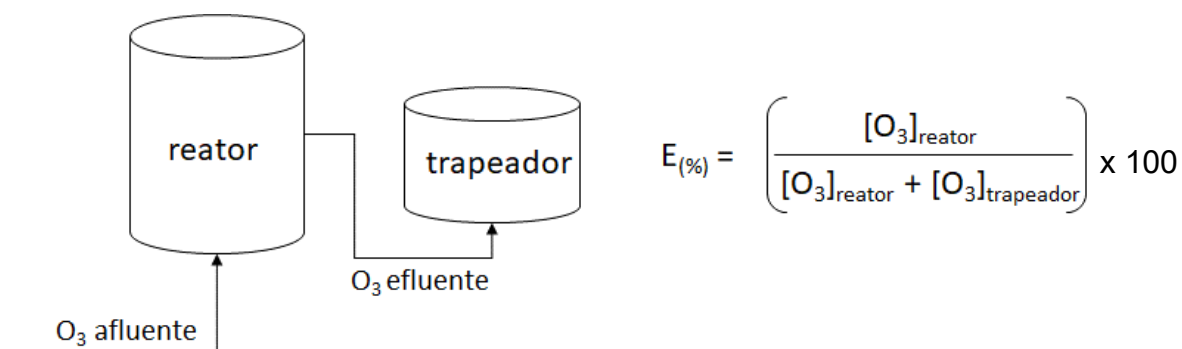 reator
trapeador
O₃ efluente
O₃ afluente
E(%) = ([O₃]reator / [O₃]reator + [O₃]trapeador) x 100